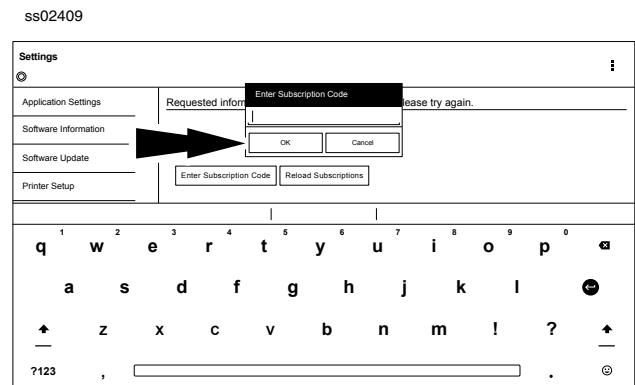 ss02409
Settings
Enter Subscription Code
Application Settings
Requested inform lease try again.
Software Information
OK Cancel
Software Update
Enter Subscription Code Reload Subscriptions
Printer Setup
1 2 3 4 5 6 7 8 9 0
q w e r t y u i o p
a s d f g h j k l
z x c v b n m ! ?
?123 , .